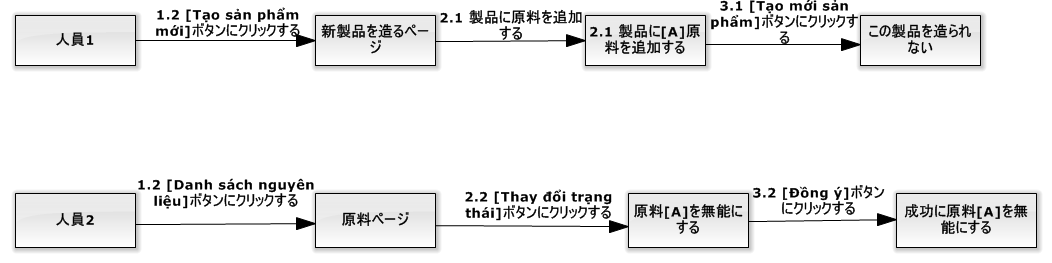 1.2 [Tạo sản phẩm
mới]ボタンにクリックする
人員1
新製品を造るペー
ジ
2.1 製品に原料を追加
する
2.1 製品に[A]原
料を追加する
3.1 [Tạo mới sản
phẩm]ボタンにクリックす
る
この製品を造られ
ない
1.2 [Danh sách nguyên
liệu]ボタンにクリックする
人員2
原料ページ
2.2 [Thay đổi trạng
thái]ボタンにクリックする
原料[A]を無能に
する
3.2 [Đồng ý]ボタン
にクリックする
成功に原料[A]を無
能にする